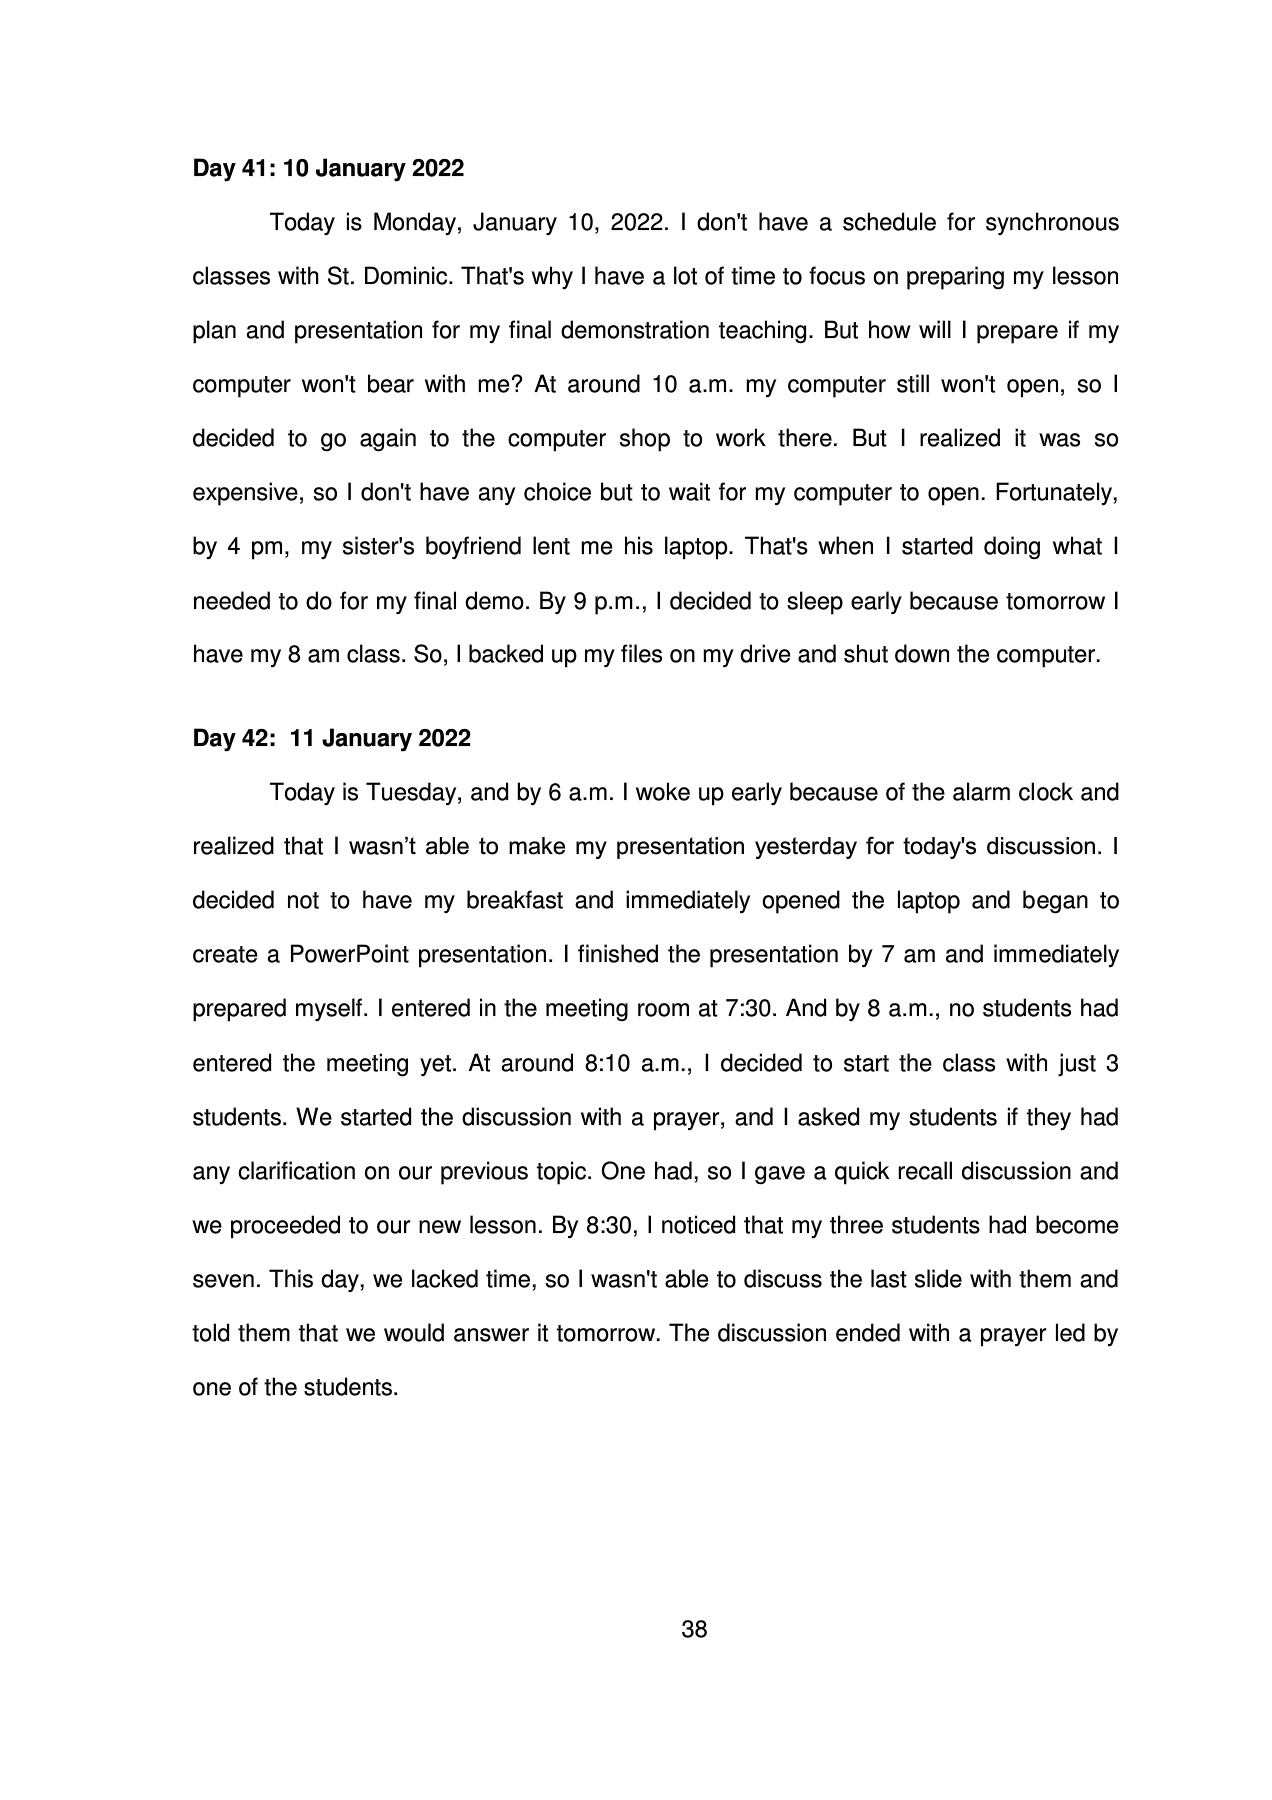 Day 41: 10 January 2022
Today is Monday, January 10, 2022. I don't have a schedule for synchronous
classes with St. Dominic. That's why I have a lot of time to focus on preparing my lesson
plan and presentation for my final demonstration teaching. But how will I prepare if my
computer won't bear with me? At around 10 a.m. my computer still won't open, so I
decided to go again to the computer shop to work there. But I realized it was so
expensive, so I don't have any choice but to wait for my computer to open. Fortunately,
by 4 pm, my sister's boyfriend lent me his laptop. That's when I started doing what I
needed to do for my final demo. By 9 p.m., I decided to sleep early because tomorrow I
have my 8 am class. So, I backed up my files on my drive and shut down the computer.
Day 42:  11 January 2022
Today is Tuesday, and by 6 a.m. I woke up early because of the alarm clock and
realized that I wasn’t able to make my presentation yesterday for today's discussion. I
decided not to have my breakfast and immediately opened the laptop and began to
create a PowerPoint presentation. I finished the presentation by 7 am and immediately
prepared myself. I entered in the meeting room at 7:30. And by 8 a.m., no students had
entered the meeting yet. At around 8:10 a.m., I decided to start the class with just 3
students. We started the discussion with a prayer, and I asked my students if they had
any clarification on our previous topic. One had, so I gave a quick recall discussion and
we proceeded to our new lesson. By 8:30, I noticed that my three students had become
seven. This day, we lacked time, so I wasn't able to discuss the last slide with them and
told them that we would answer it tomorrow. The discussion ended with a prayer led by
one of the students.
38